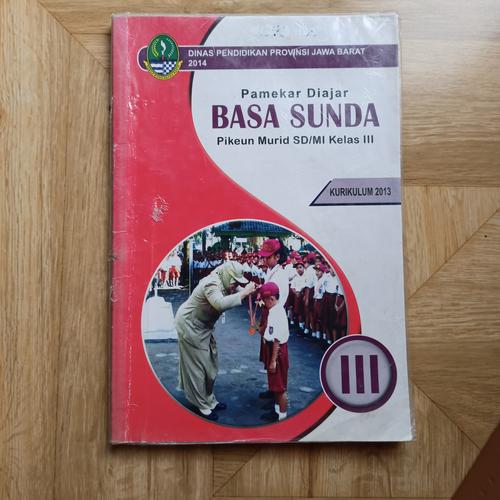 DINAS PENDIDIKAN PROVINSI JAWA BARAT
2014
Pamekar Diajar
BASA SUNDA
Pikeun Murid SD/MI Kelas III
KURIKULUM 2013
III